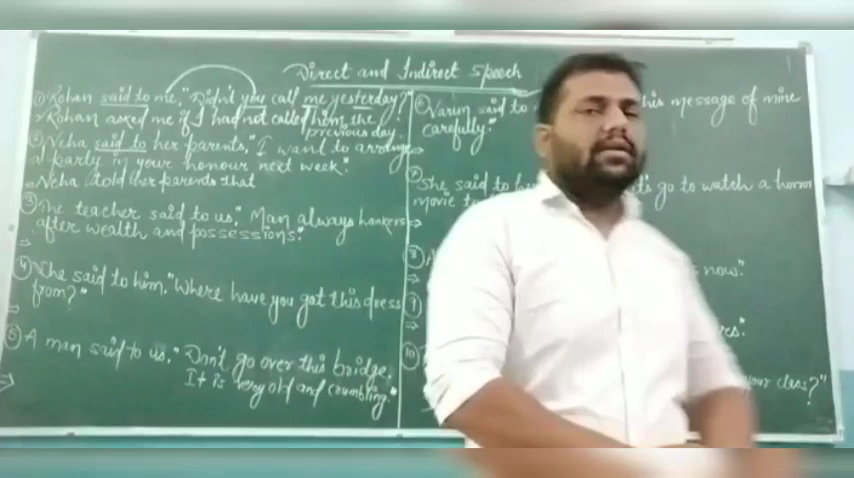 Direct and Indirect Speech
① Rohan said to me, "Didn't you call me yesterday?"
Rohan asked me if I had not called him the
previous day.
② Neha said to her parents, "I want to arrange
a party in your honour next week."
⇒ Neha told her parents that
③ The teacher said to us, "Man always hankers
after wealth and possessions."
⇒
④ She said to him, "Where have you got this dress
from?"
⇒
⑤ A man said to us, "Don't go over this bridge.
It is very old and crumbling."
⇒
⑥ Varun said to this message of mine
carefully."
⇒
⑦ She said to go to watch a horror
movie
⇒
⑧ A now."
⇒
⇒
⑩ your class?"